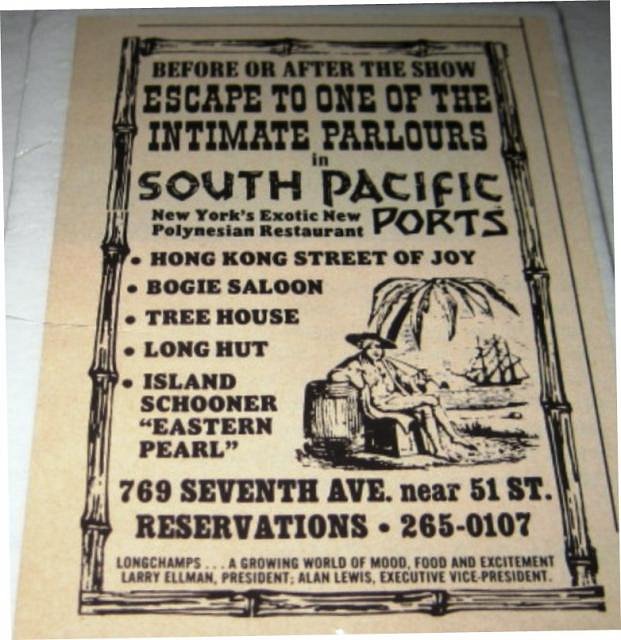 BEFORE OR AFTER THE SHOW
ESCAPE TO ONE OF THE
INTIMATE PARLOURS
in
SOUTH PACIFIC
New York's Exotic New
Polynesian Restaurant
PORTS
• HONG KONG STREET OF JOY
• BOGIE SALOON
• TREE HOUSE
• LONG HUT
• ISLAND
SCHOONER
"EASTERN
PEARL"
769 SEVENTH AVE. near 51 ST.
RESERVATIONS • 265-0107
LONGCHAMPS . . . A GROWING WORLD OF MOOD, FOOD AND EXCITEMENT
LARRY ELLMAN, PRESIDENT; ALAN LEWIS, EXECUTIVE VICE-PRESIDENT.